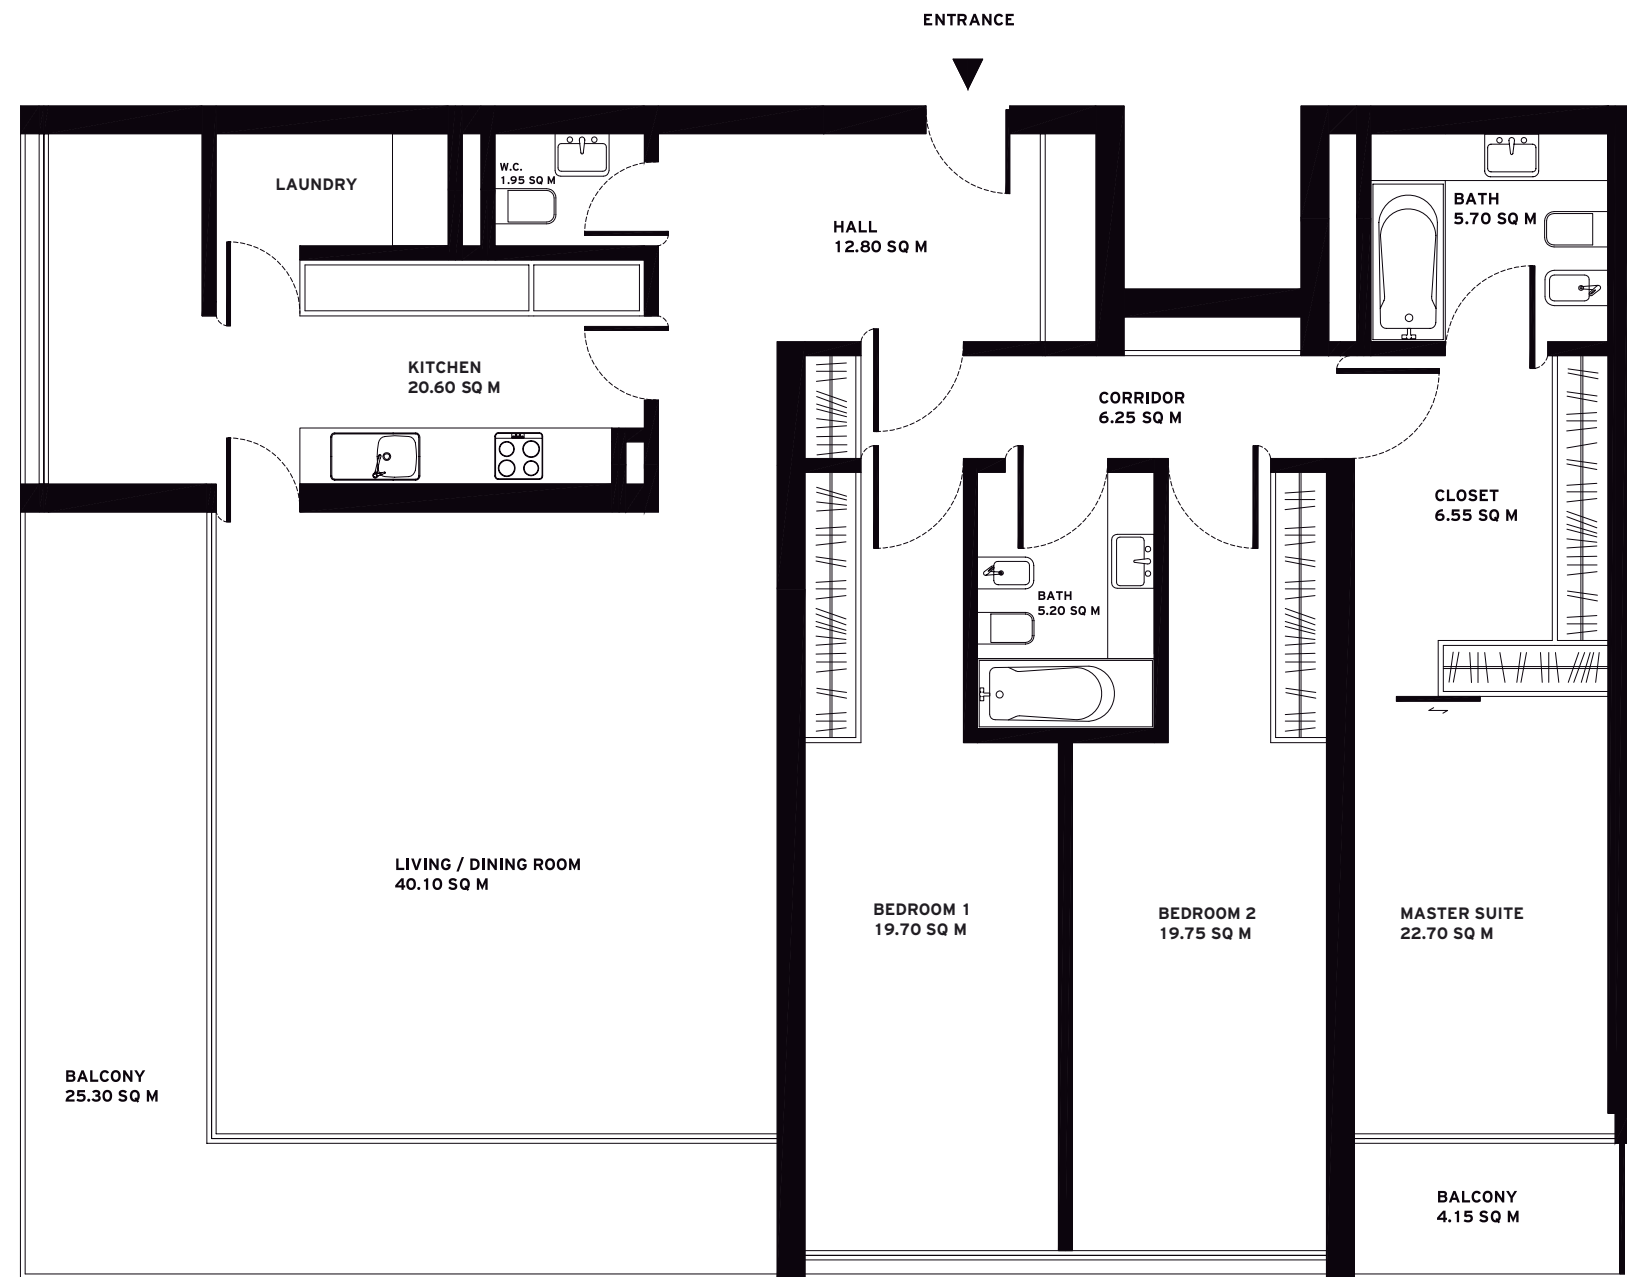 ENTRANCE
LAUNDRY
W.C.
1.95 SQ M
HALL
12.80 SQ M
BATH
5.70 SQ M
KITCHEN
20.60 SQ M
CORRIDOR
6.25 SQ M
CLOSET
6.55 SQ M
BATH
5.20 SQ M
LIVING / DINING ROOM
40.10 SQ M
BEDROOM 1
19.70 SQ M
BEDROOM 2
19.75 SQ M
MASTER SUITE
22.70 SQ M
BALCONY
25.30 SQ M
BALCONY
4.15 SQ M